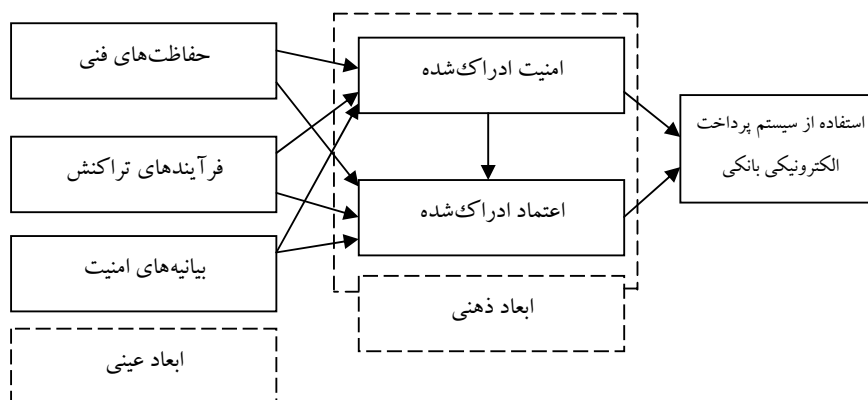 حفاظت‌های فنی
فرآیندهای تراکنش
بیانیه‌های امنیت
ابعاد عینی
امنیت ادراک‌شده
اعتماد ادراک‌شده
ابعاد ذهنی
استفاده از سیستم پرداخت
الکترونیکی بانکی